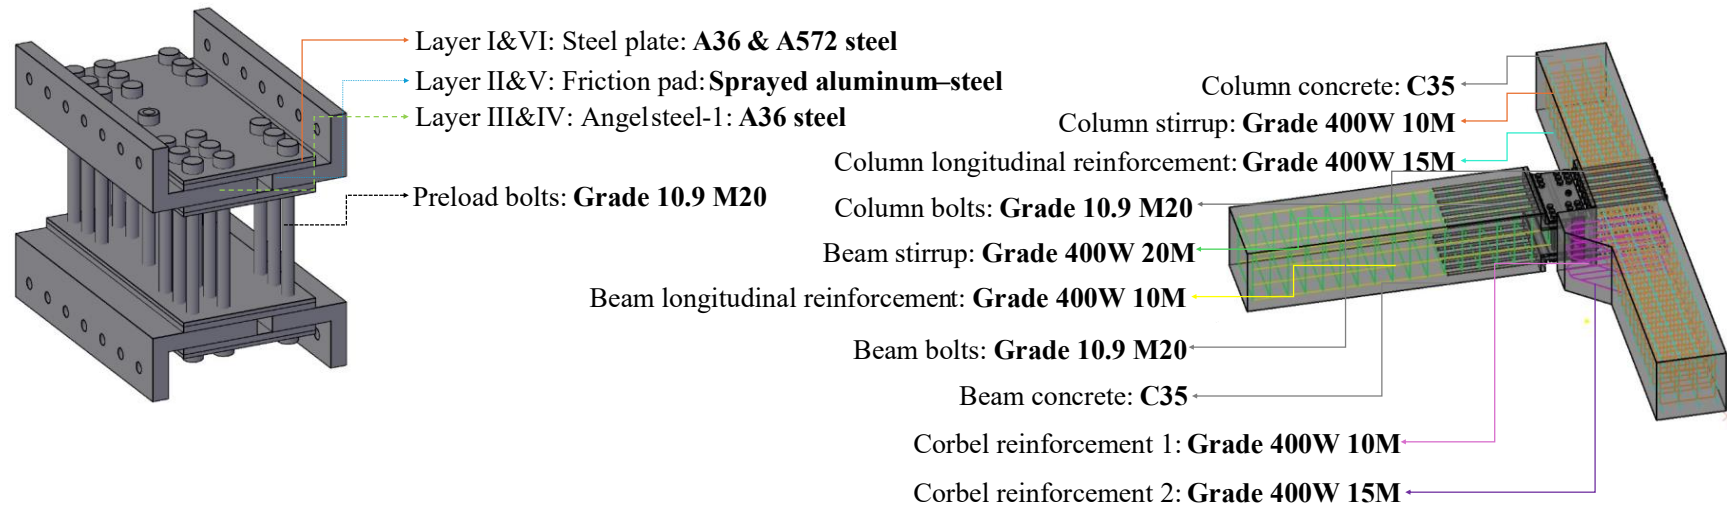 Layer I&VI: Steel plate: A36 & A572 steel
Layer II&V: Friction pad: Sprayed aluminum–steel
Layer III&IV: Angel steel-1: A36 steel
Preload bolts: Grade 10.9 M20
Column concrete: C35
Column stirrup: Grade 400W 10M
Column longitudinal reinforcement: Grade 400W 15M
Column bolts: Grade 10.9 M20
Beam stirrup: Grade 400W 20M
Beam longitudinal reinforcement: Grade 400W 10M
Beam bolts: Grade 10.9 M20
Beam concrete: C35
Corbel reinforcement 1: Grade 400W 10M
Corbel reinforcement 2: Grade 400W 15M